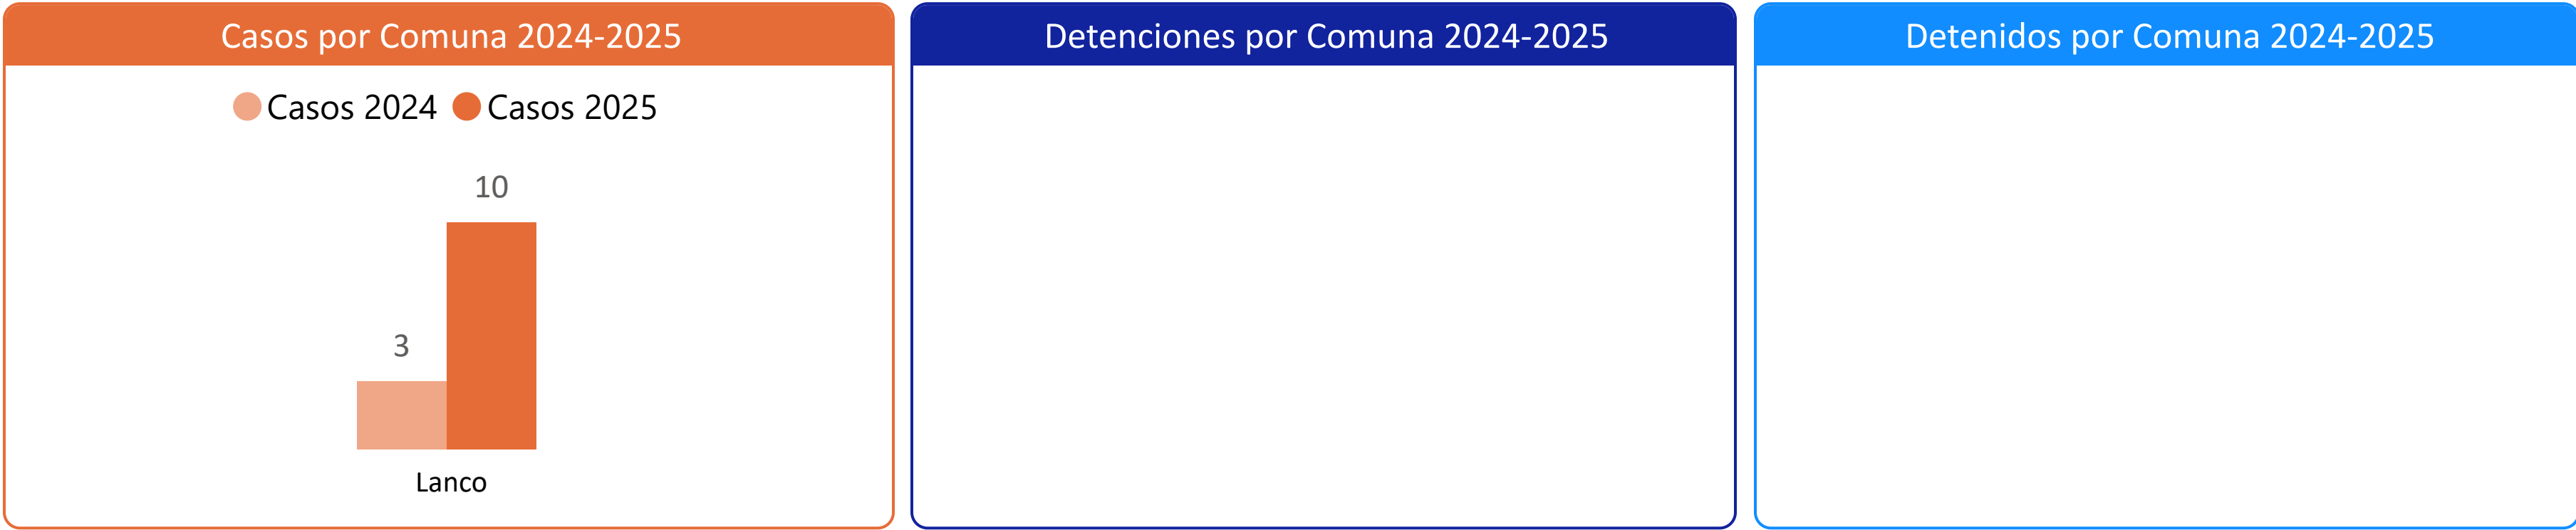 Casos por Comuna 2024-2025
Casos 2024 Casos 2025
10
3
Lanco
Detenciones por Comuna 2024-2025
Detenidos por Comuna 2024-2025